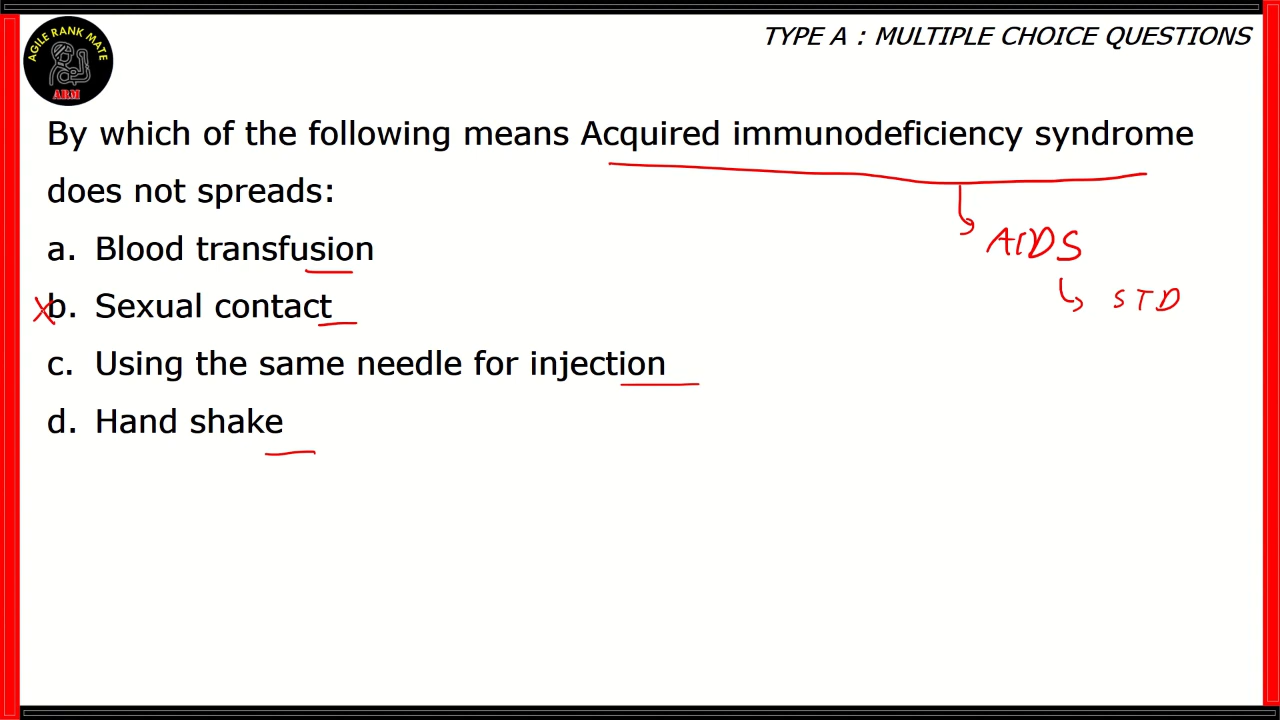 AGILE RANK MATE
ARM
TYPE A : MULTIPLE CHOICE QUESTIONS
By which of the following means Acquired immunodeficiency syndrome
does not spreads:
AIDS
a. Blood transfusion
STD
b. Sexual contact
c. Using the same needle for injection
d. Hand shake